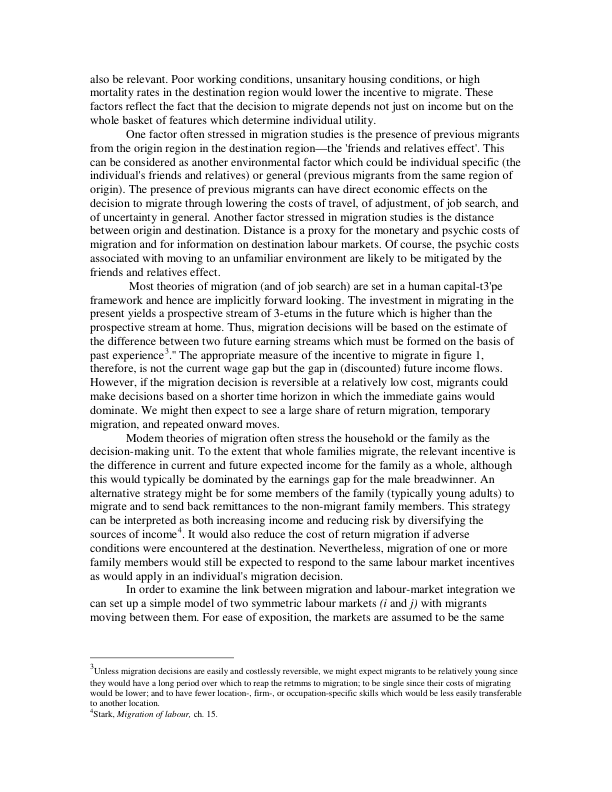 also be relevant. Poor working conditions, unsanitary housing conditions, or high
mortality rates in the destination region would lower the incentive to migrate. These
factors reflect the fact that the decision to migrate depends not just on income but on the
whole basket of features which determine individual utility.
One factor often stressed in migration studies is the presence of previous migrants
from the origin region in the destination region—the 'friends and relatives effect'. This
can be considered as another environmental factor which could be individual specific (the
individual's friends and relatives) or general (previous migrants from the same region of
origin). The presence of previous migrants can have direct economic effects on the
decision to migrate through lowering the costs of travel, of adjustment, of job search, and
of uncertainty in general. Another factor stressed in migration studies is the distance
between origin and destination. Distance is a proxy for the monetary and psychic costs of
migration and for information on destination labour markets. Of course, the psychic costs
associated with moving to an unfamiliar environment are likely to be mitigated by the
friends and relatives effect.
Most theories of migration (and of job search) are set in a human capital-t3'pe
framework and hence are implicitly forward looking. The investment in migrating in the
present yields a prospective stream of 3-etums in the future which is higher than the
prospective stream at home. Thus, migration decisions will be based on the estimate of
the difference between two future earning streams which must be formed on the basis of
past experience3." The appropriate measure of the incentive to migrate in figure 1,
therefore, is not the current wage gap but the gap in (discounted) future income flows.
However, if the migration decision is reversible at a relatively low cost, migrants could
make decisions based on a shorter time horizon in which the immediate gains would
dominate. We might then expect to see a large share of return migration, temporary
migration, and repeated onward moves.
Modem theories of migration often stress the household or the family as the
decision-making unit. To the extent that whole families migrate, the relevant incentive is
the difference in current and future expected income for the family as a whole, although
this would typically be dominated by the earnings gap for the male breadwinner. An
alternative strategy might be for some members of the family (typically young adults) to
migrate and to send back remittances to the non-migrant family members. This strategy
can be interpreted as both increasing income and reducing risk by diversifying the
sources of income4. It would also reduce the cost of return migration if adverse
conditions were encountered at the destination. Nevertheless, migration of one or more
family members would still be expected to respond to the same labour market incentives
as would apply in an individual's migration decision.
In order to examine the link between migration and labour-market integration we
can set up a simple model of two symmetric labour markets (i and j) with migrants
moving between them. For ease of exposition, the markets are assumed to be the same
3Unless migration decisions are easily and costlessly reversible, we might expect migrants to be relatively young since
they would have a long period over which to reap the retmms to migration; to be single since their costs of migrating
would be lower; and to have fewer location-, firm-, or occupation-specific skills which would be less easily transferable
to another location.
4Stark, Migration of labour, ch. 15.